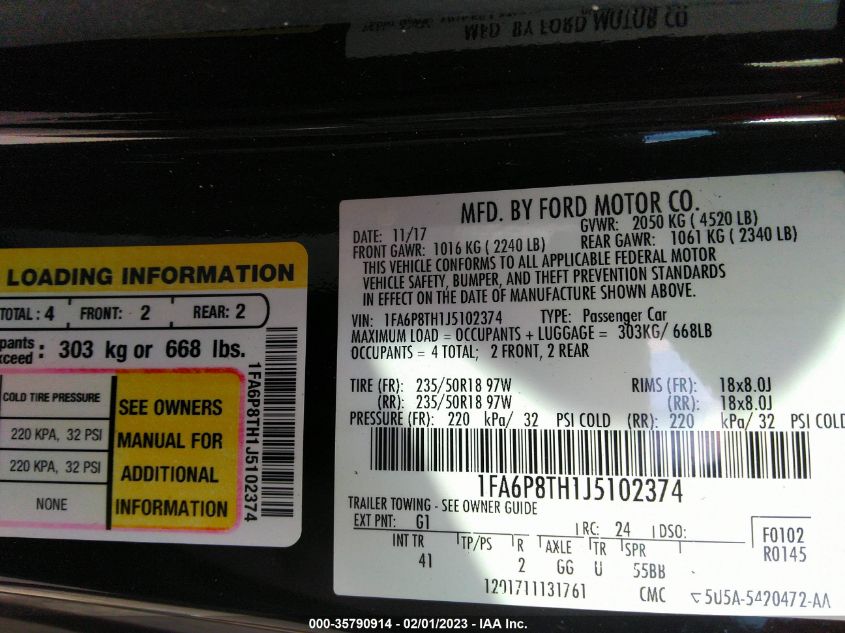 MFD. BY FORD MOTOR CO
LOADING INFORMATION
TOTAL: 4 FRONT: 2 REAR: 2
pants
xceed : 303 kg or 668 lbs.
COLD TIRE PRESSURE
220 KPA, 32 PSI
220 KPA, 32 PSI
NONE
SEE OWNERS
MANUAL FOR
ADDITIONAL
INFORMATION
1FA6P8TH1J5102374
MFD. BY FORD MOTOR CO.
DATE: 11/17 GVWR: 2050 KG ( 4520 LB)
FRONT GAWR: 1016 KG ( 2240 LB) REAR GAWR: 1061 KG ( 2340 LB)
THIS VEHICLE CONFORMS TO ALL APPLICABLE FEDERAL MOTOR
VEHICLE SAFETY, BUMPER, AND THEFT PREVENTION STANDARDS
IN EFFECT ON THE DATE OF MANUFACTURE SHOWN ABOVE.
VIN: 1FA6P8TH1J5102374 TYPE: Passenger Car
MAXIMUM LOAD = OCCUPANTS + LUGGAGE = 303KG/ 668LB
OCCUPANTS = 4 TOTAL; 2 FRONT, 2 REAR
TIRE (FR): 235/50R18 97W RIMS (FR): 18x8.0J
(RR): 235/50R18 97W (RR): 18x8.0J
PRESSURE (FR): 220 kPa/ 32 PSI COLD (RR): 220 kPa/ 32 PSI COLD
1FA6P8TH1J5102374
TRAILER TOWING - SEE OWNER GUIDE
EXT PNT: G1 RC: 24 DSO:
F0102
R0145
INT TR TP/PS R AXLE TR SPR
41 2 GG U 55BB
1201711131761 CMC 5U5A-5420472-AA
000-35790914 - 02/01/2023 - IAA Inc.